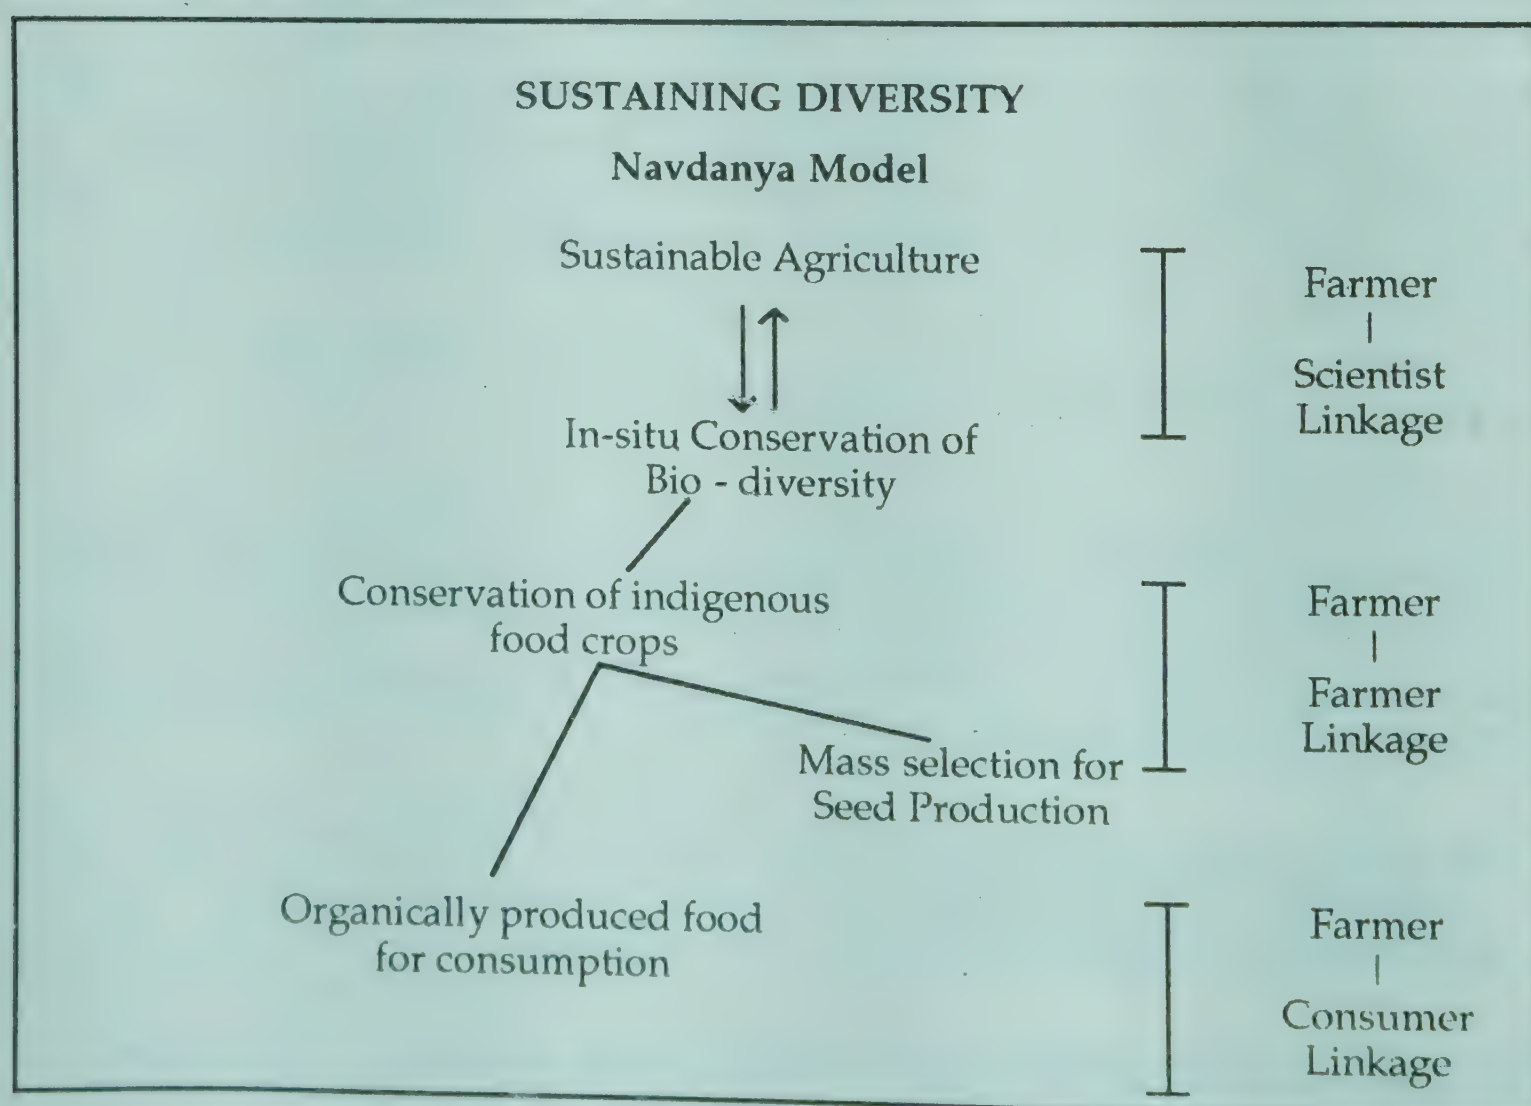 SUSTAINING DIVERSITY
Navdanya Model
Sustainable Agriculture
In-situ Conservation of
Bio - diversity
Farmer
Scientist
Linkage
Conservation of indigenous
food crops
Mass selection for
Seed Production
Farmer
Farmer
Linkage
Organically produced food
for consumption
Farmer
Consumer
Linkage